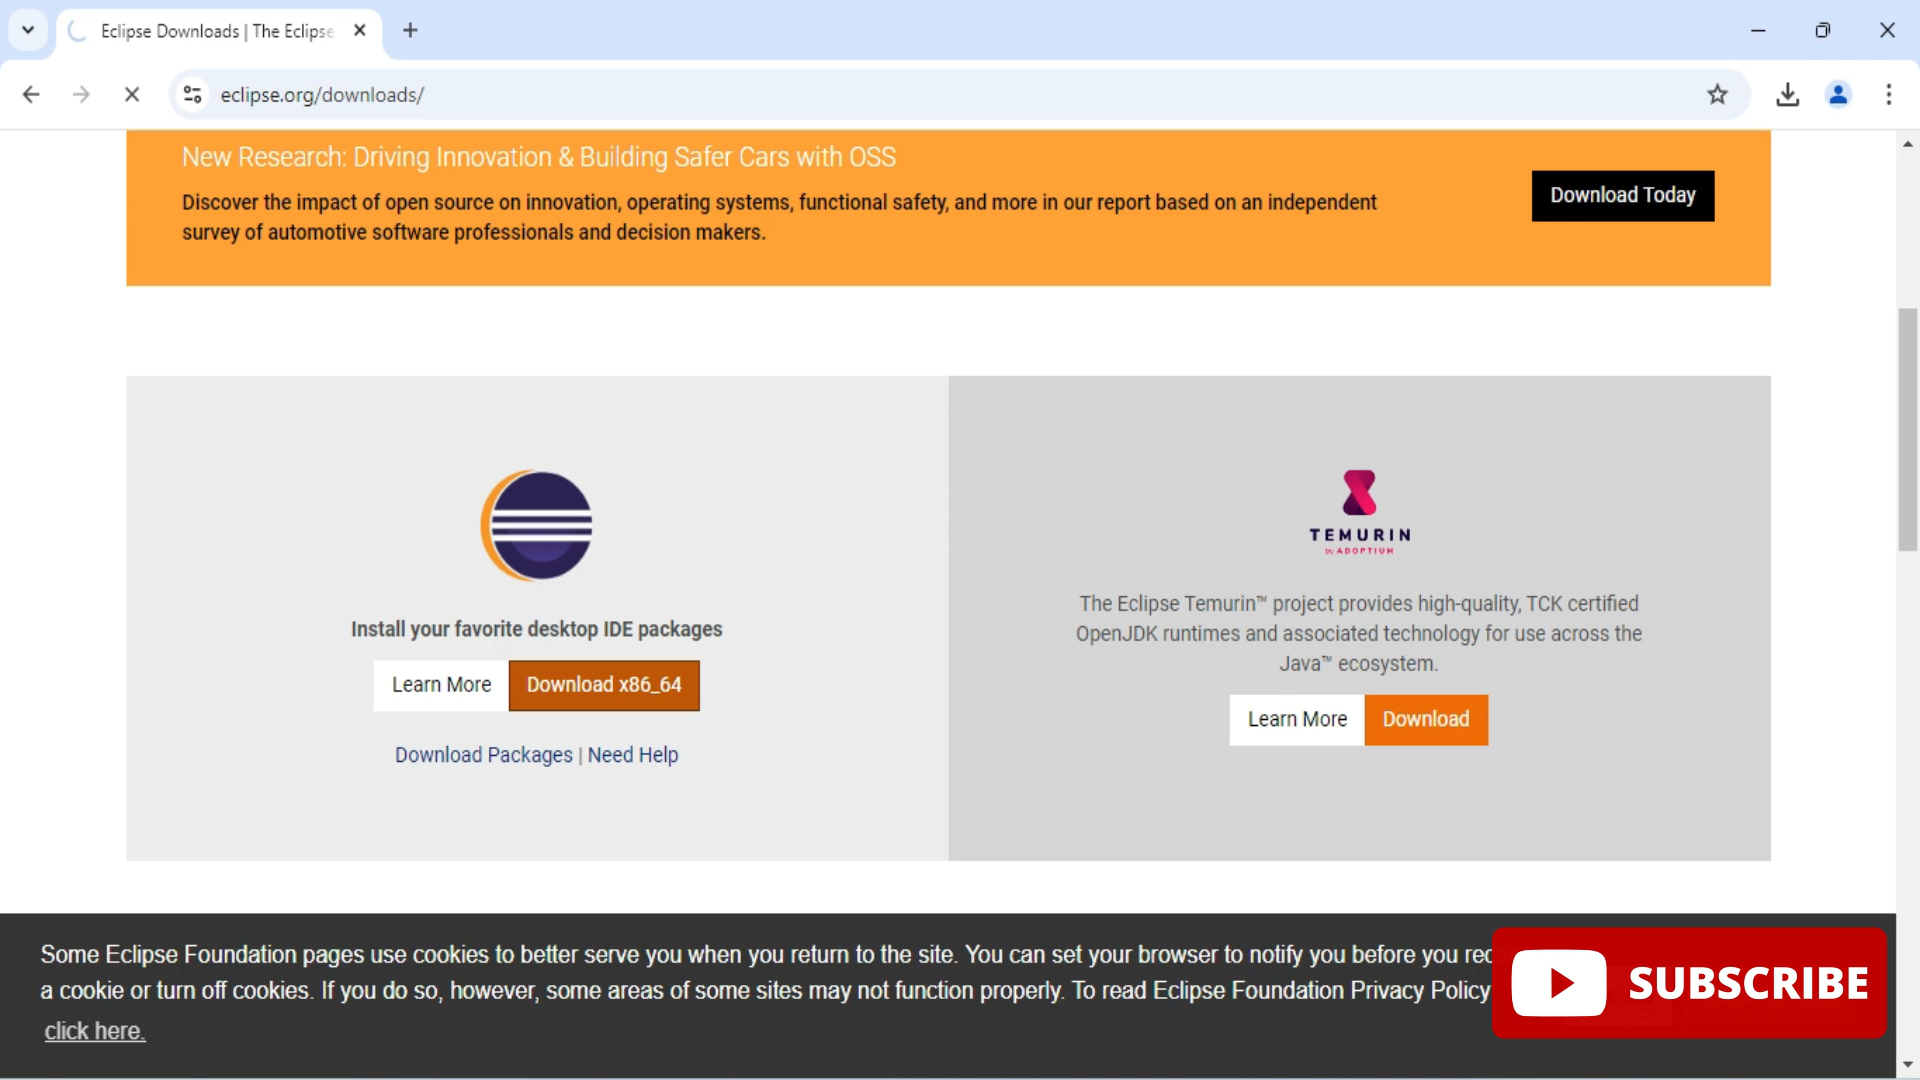 Eclipse Downloads | The Eclipse
eclipse.org/downloads/
New Research: Driving Innovation & Building Safer Cars with OSS
Discover the impact of open source on innovation, operating systems, functional safety, and more in our report based on an independent
survey of automotive software professionals and decision makers.
Download Today
Install your favorite desktop IDE packages
Learn More
Download x86_64
Download Packages | Need Help
TEMURIN
by ADOPTIUM
The Eclipse Temurin™ project provides high-quality, TCK certified
OpenJDK runtimes and associated technology for use across the
Java™ ecosystem.
Learn More
Download
Some Eclipse Foundation pages use cookies to better serve you when you return to the site. You can set your browser to notify you before you rec
a cookie or turn off cookies. If you do so, however, some areas of some sites may not function properly. To read Eclipse Foundation Privacy Policy
click here.
SUBSCRIBE